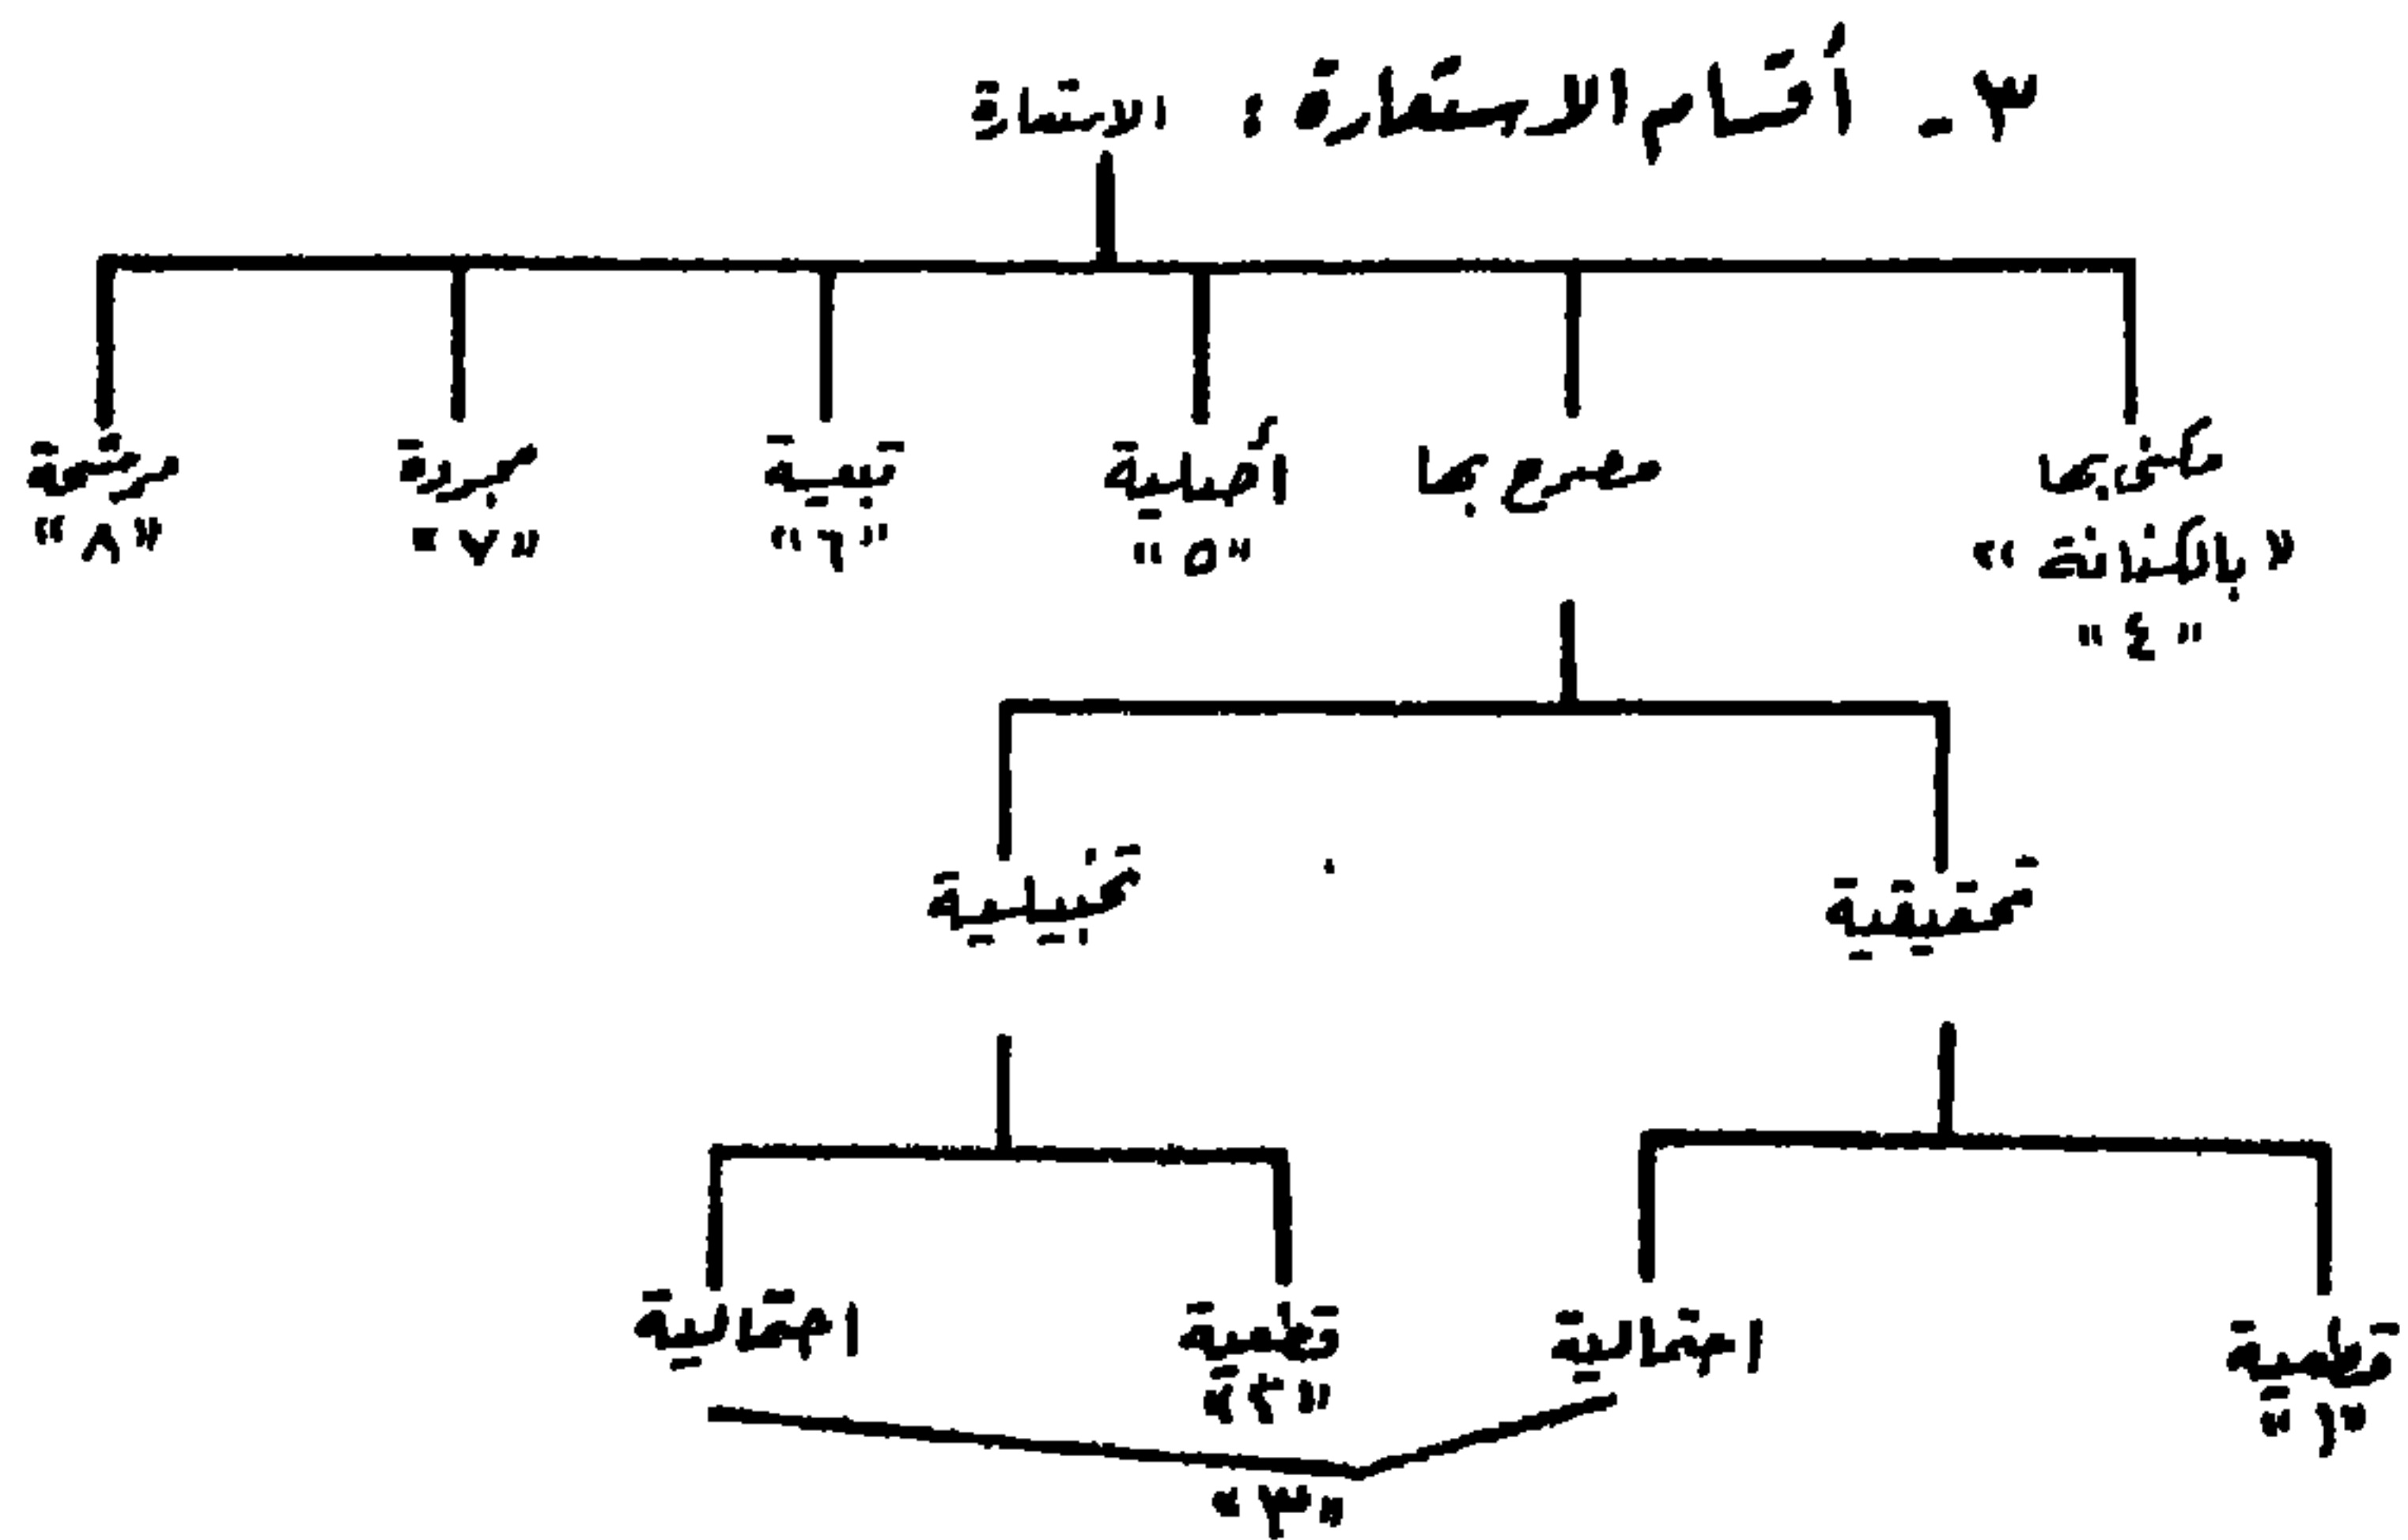 ٣ - أقسام الاستعارة : الاستعارة
مكنى بها
« بالكناية »
" ٤ "
مصرح بها
أصلية
" ٥ "
تبعية
" ٦ "
مجردة
" ٧ "
مرشحة
" ٨ "
تحقيقية
تخييلية
قطعية
" ١ "
احتمالية
قطعية
" ٢ "
احتمالية
" ٣ "